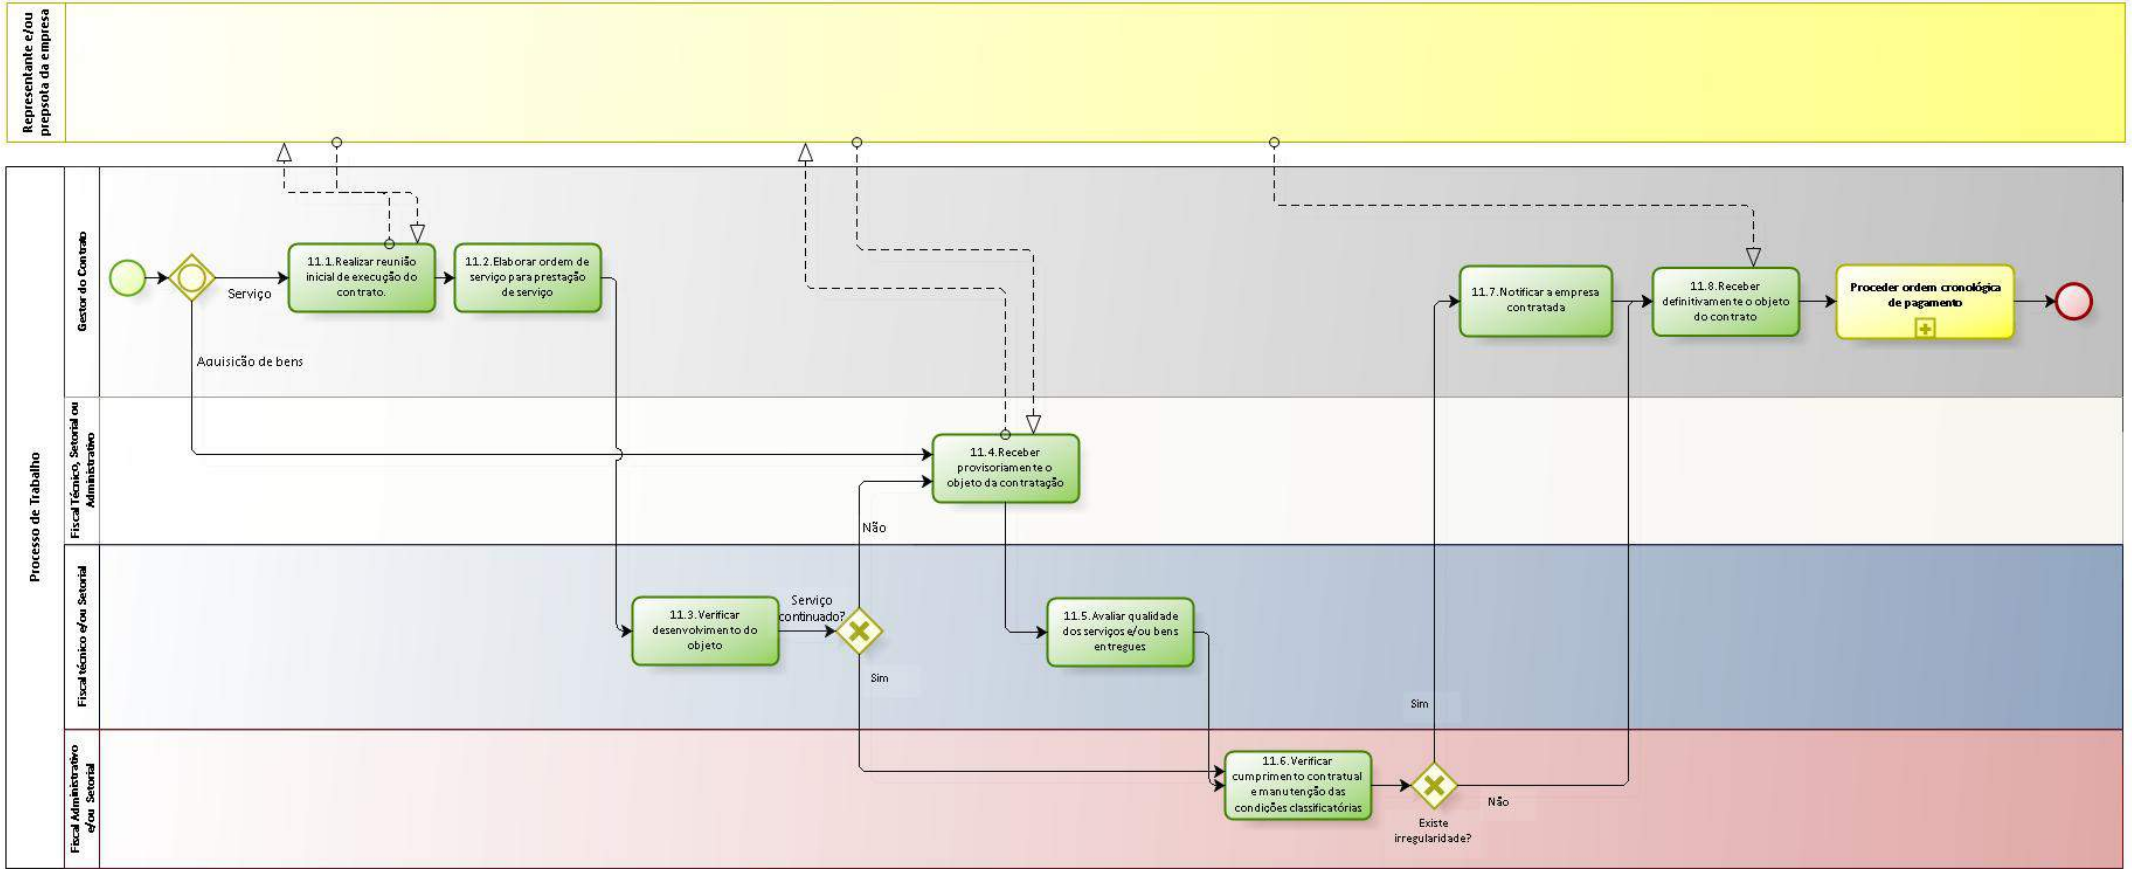 Representante e/ou
prepsota da empresa
Processo de Trabalho
Gestor do Contrato
11.1.Realizar reunião
inicial de execução do
contrato.
11.2.Elaborar ordem de
serviço para prestação
de serviço
Serviço
Aquisição de bens
11.7.Notificar a empresa
contratada
11.8.Receber
definitivamente o objeto
do contrato
Proceder ordem cronológica
de pagamento
Fiscal Técnico, Setorial ou
Administrativo
11.4.Receber
provisoriamente o
objeto da contratação
Não
Fiscal técnico e/ou Setorial
11.3.Verificar
desenvolvimento do
objeto
Serviço
continuado?
Sim
11.5.Avaliar qualidade
dos serviços e/ou bens
entregues
Sim
Fiscal Administrativo
e/ou Setorial
11.6.Verificar
cumprimento contratual
e manutenção das
condições classificatórias
Não
Existe
irregularidade?